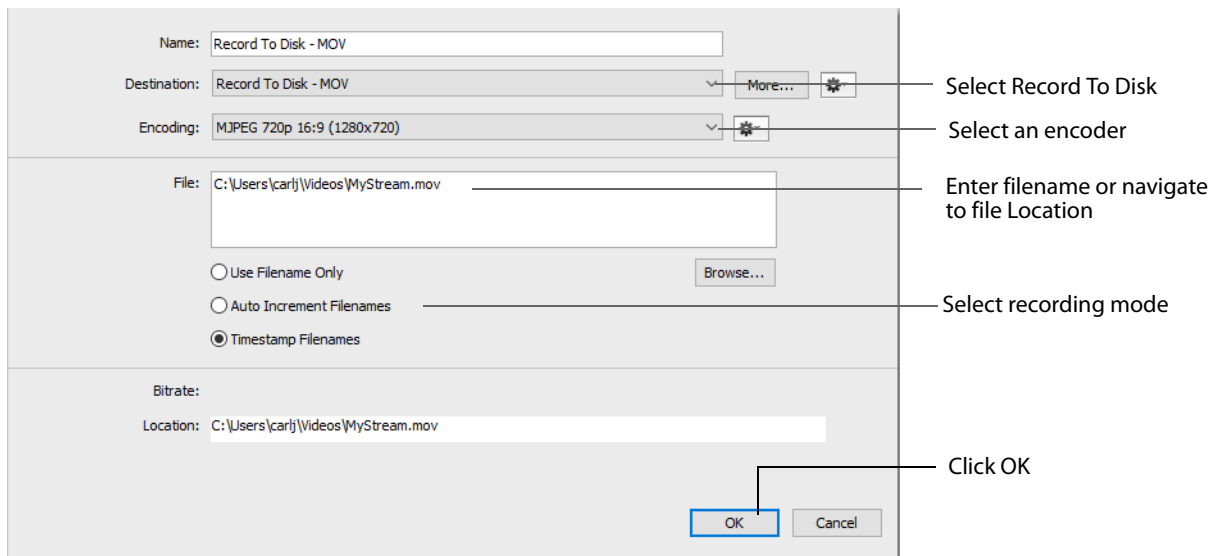 Name: Record To Disk - MOV
Destination: Record To Disk - MOV More... Select Record To Disk
Encoding: MJPEG 720p 16:9 (1280x720) Select an encoder
File: C:\Users\carlj\Videos\MyStream.mov Enter filename or navigate
to file Location
Use Filename Only Browse...
Auto Increment Filenames Select recording mode
Timestamp Filenames
Bitrate:
Location: C:\Users\carlj\Videos\MyStream.mov
Click OK
OK Cancel